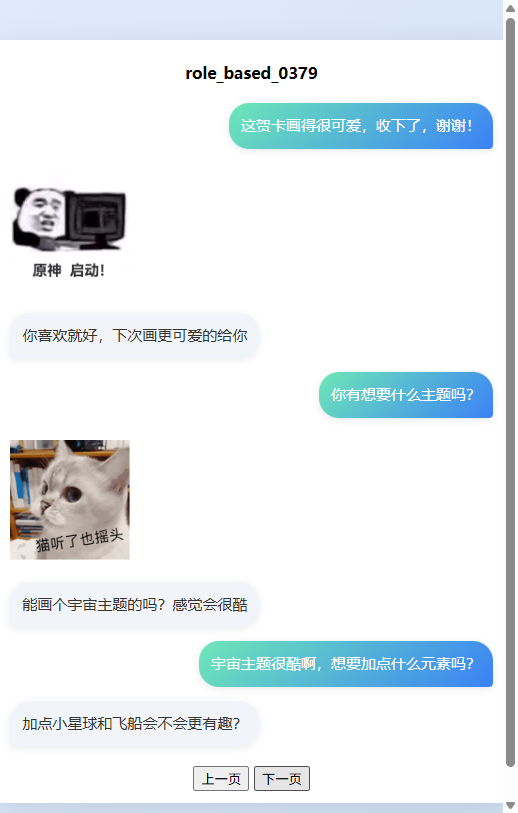 role_based_0379
这贺卡画得很可爱，收下了，谢谢！
原神 启动！
你喜欢就好，下次画更可爱的给你
你有想要什么主题吗？
猫听了也摇头
能画个宇宙主题的吗？感觉会很酷
宇宙主题很酷啊，想要加点什么元素吗？
加点小星球和飞船会不会更有趣？
上一页 下一页